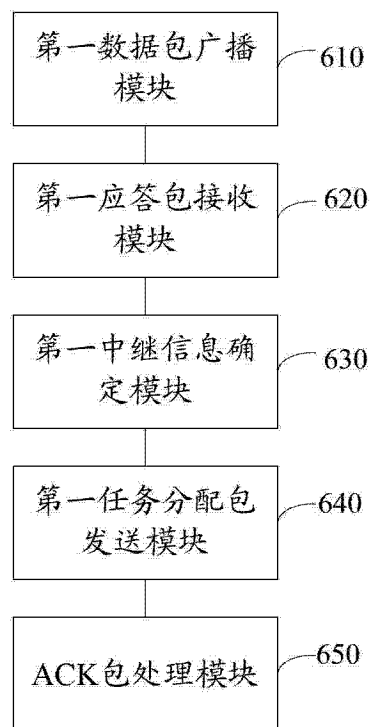 第一数据包广播
模块
610
第一应答包接收
模块
620
第一中继信息确
定模块
630
第一任务分配包
发送模块
640
ACK包处理模块
650